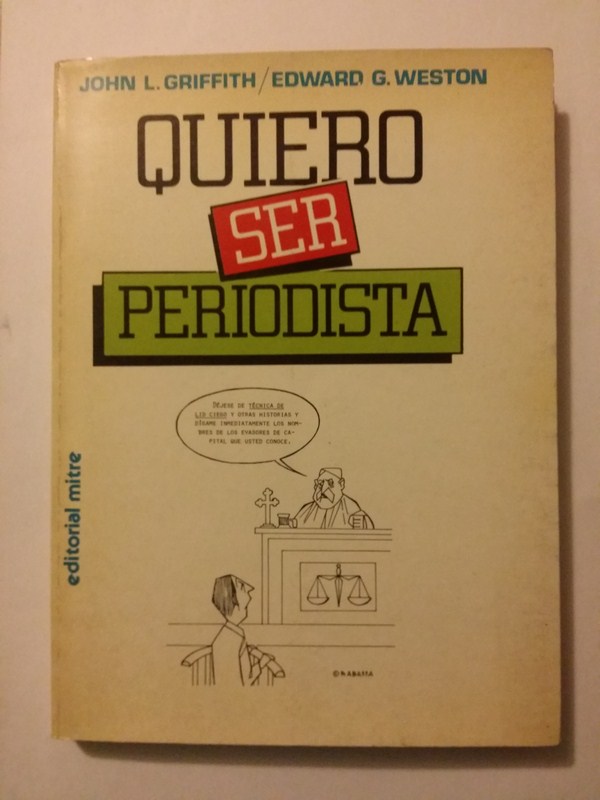 JOHN L. GRIFFITH/EDWARD G. WESTON
QUIERO
SER
PERIODISTA
DÉJEVE DE TÉCNICA DE
LID CIEGO Y OTRAS HISTORIAS Y
DÍGAME INMEDIATAMENTE LOS NOM-
BRES DE LOS EVASORES DE CA-
PITAL QUE USTED CONOCE.
editorial mitre